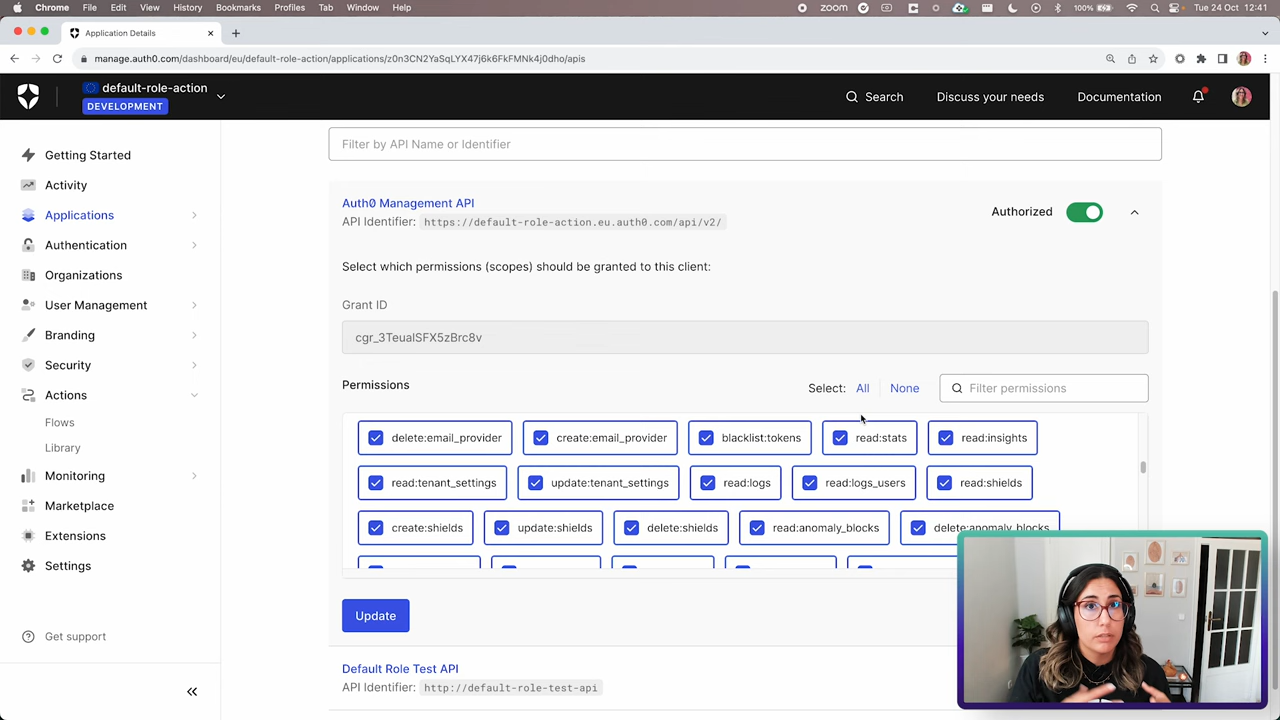 Chrome File Edit View History Bookmarks Profiles Tab Window Help zoom 100% Tue 24 Oct 12:41
Application Details
manage.auth0.com/dashboard/eu/default-role-action/applications/z0n3CN2YaSqLYX47j6k6FkFMNk4j0dho/apis
default-role-action
DEVELOPMENT
Search Discuss your needs Documentation
Getting Started
Activity
Applications
Authentication
Organizations
User Management
Branding
Security
Actions
Flows
Library
Monitoring
Marketplace
Extensions
Settings
Get support
Filter by API Name or Identifier
Auth0 Management API
API Identifier: https://default-role-action.eu.auth0.com/api/v2/
Authorized
Select which permissions (scopes) should be granted to this client:
Grant ID
cgr_3TeualSFX5zBrc8v
Permissions Select: All None Filter permissions
delete:email_provider create:email_provider blacklist:tokens read:stats read:insights
read:tenant_settings update:tenant_settings read:logs read:logs_users read:shields
create:shields update:shields delete:shields read:anomaly_blocks delete:anomaly_blocks
Update
Default Role Test API
API Identifier: http://default-role-test-api